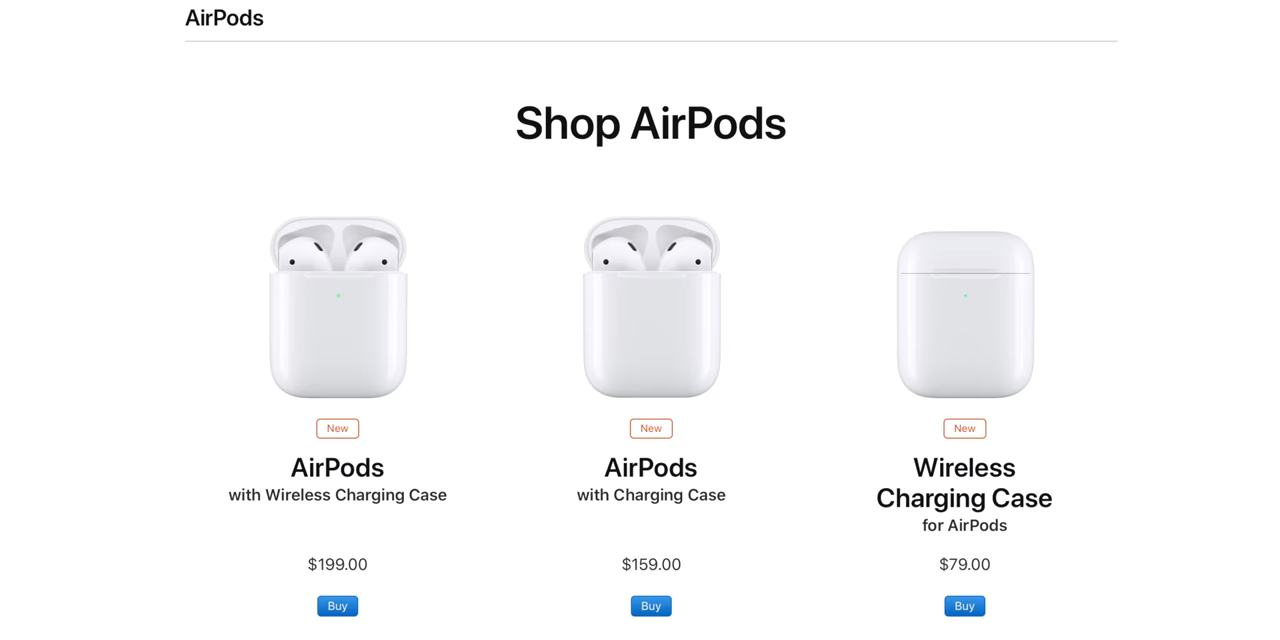 AirPods
Shop AirPods
New
AirPods
with Wireless Charging Case
$199.00
Buy
New
AirPods
with Charging Case
$159.00
Buy
New
Wireless
Charging Case
for AirPods
$79.00
Buy